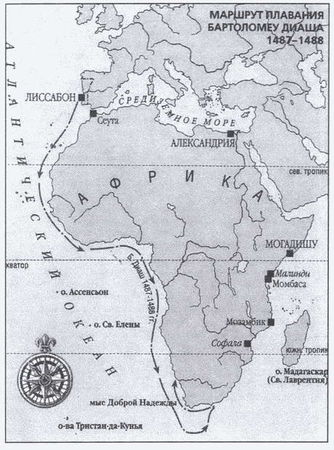 МАРШРУТ ПЛАВАНИЯ
БАРТОЛОМЕУ ДИАША
1487–1488
АТЛАНТИЧЕСКИЙ ОКЕАН
ЛИССАБОН
СРЕДИЗЕМНОЕ МОРЕ
Сеута
АЛЕКСАНДРИЯ
сев. тропик
АФРИКА
МОГАДИШУ
экватор
Б. Диаш 1487-1488 гг.
Малинди
Момбаса
о. Ассенсьон
о. Св. Елены
Мозамбик
Софала
южн. тропик
о. Мадагаскар
(Св. Лаврентия)
мыс Доброй Надежды
о-ва Тристан-да-Кунья